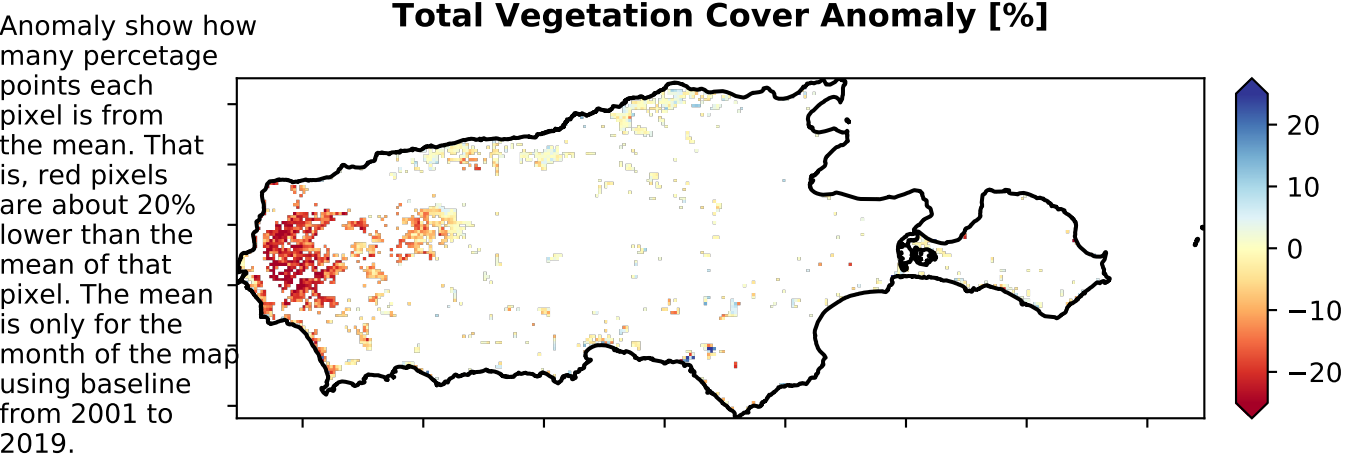 Total Vegetation Cover Anomaly [%]
Anomaly show how
many percetage
points each
pixel is from
the mean. That
is, red pixels
are about 20%
lower than the
mean of that
pixel. The mean
is only for the
month of the map
using baseline
from 2001 to
2019.
20
10
0
−10
−20